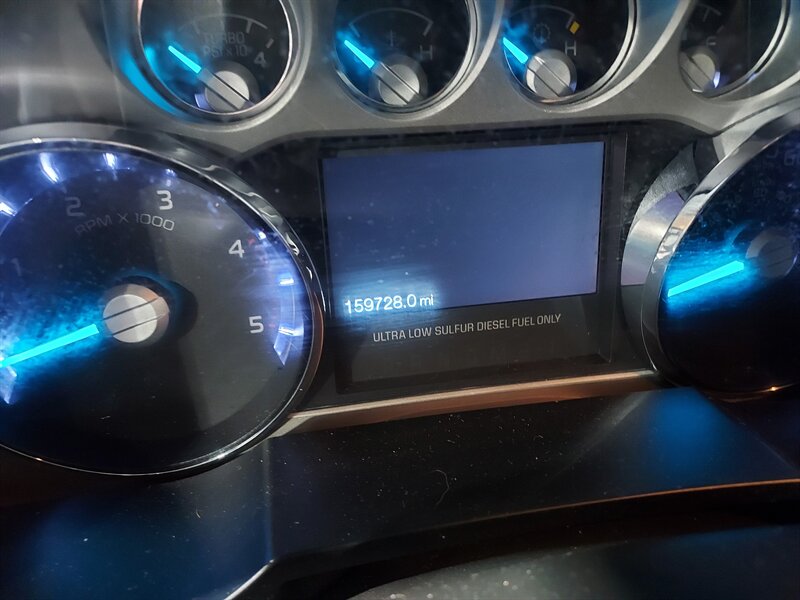 TURBO
PSI x 10
4
H
H
F
1
2
3
4
5
RPM X 1000
159728.0 mi
ULTRA LOW SULFUR DIESEL FUEL ONLY